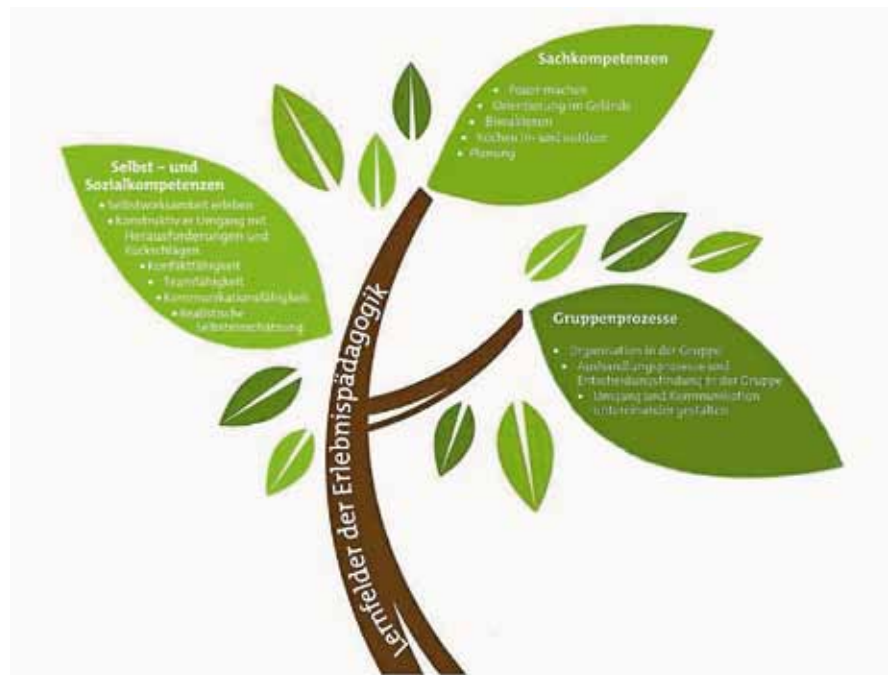 Sachkompetenzen
• Feuer machen
• Orientierung im Gelände
• Biwakieren
• Kochen in- und outdoor
• Planung
Selbst – und
Sozialkompetenzen
• Selbstwirksamkeit erleben
• Konstruktiver Umgang mit
Herausforderungen und
Rückschlägen
• Konfliktfähigkeit
• Teamfähigkeit
• Kommunikationsfähigkeit
• Realistische
Selbsteinschätzung
Gruppenprozesse
• Organisation in der Gruppe
• Aushandlungsprozesse und
Entscheidungsfindung in der Gruppe
• Umgang und Kommunikation
untereinander gestalten
Lernfelder der Erlebnispädagogik